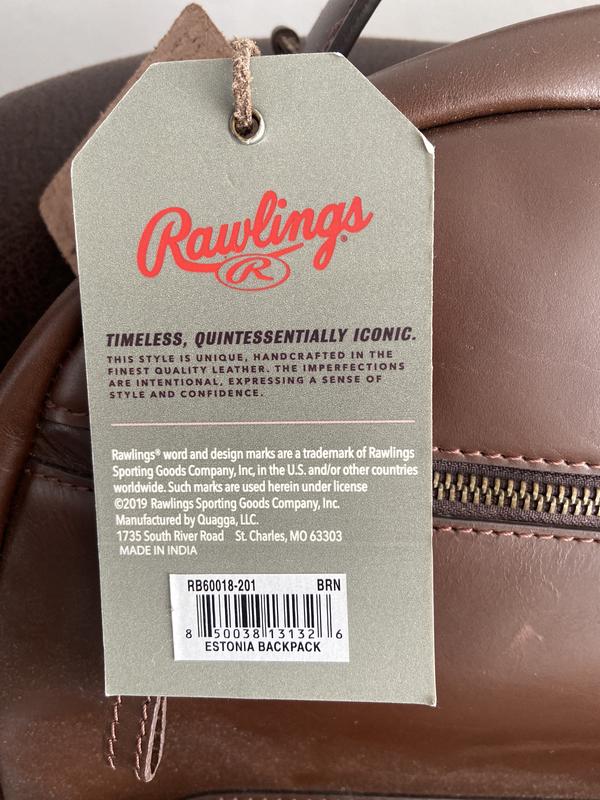 Rawlings®
R
TIMELESS, QUINTESSENTIALLY ICONIC.
THIS STYLE IS UNIQUE, HANDCRAFTED IN THE
FINEST QUALITY LEATHER. THE IMPERFECTIONS
ARE INTENTIONAL, EXPRESSING A SENSE OF
STYLE AND CONFIDENCE.
Rawlings® word and design marks are a trademark of Rawlings
Sporting Goods Company, Inc, in the U.S. and/or other countries
worldwide. Such marks are used herein under license
©2019 Rawlings Sporting Goods Company, Inc.
Manufactured by Quagga, LLC.
1735 South River Road St. Charles, MO 63303
MADE IN INDIA
RB60018-201 BRN
8 50038 13132 6
ESTONIA BACKPACK